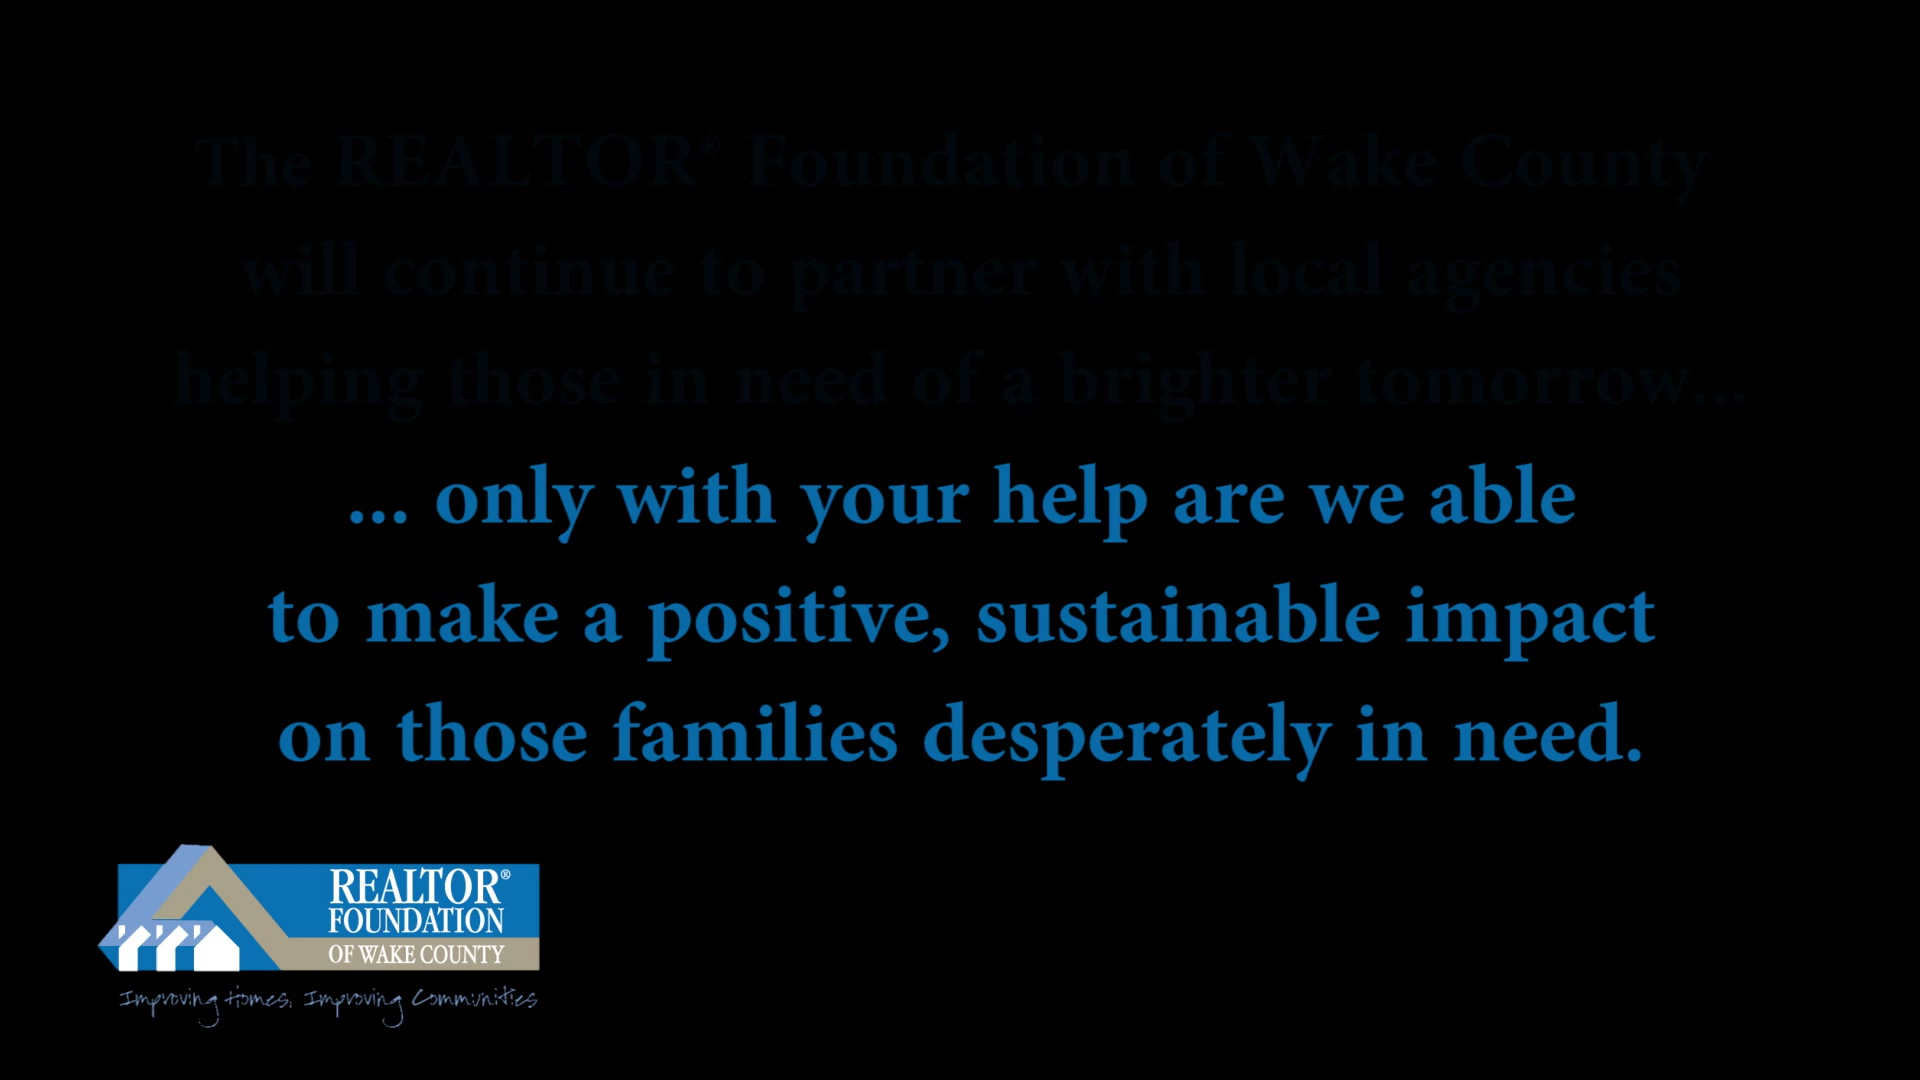 The REALTOR® Foundation of Wake County
will continue to partner with local agencies
helping those in need of a brighter tomorrow...
... only with your help are we able
to make a positive, sustainable impact
on those families desperately in need.
REALTOR®
FOUNDATION
OF WAKE COUNTY
Improving Homes. Improving Communities